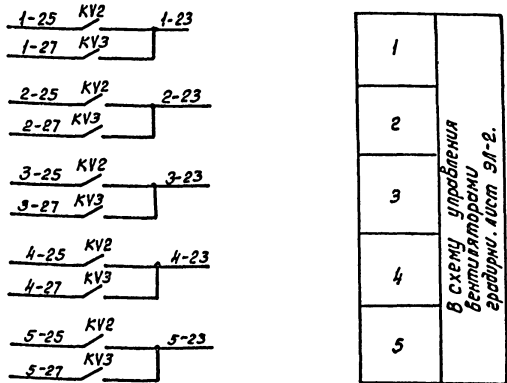 1-25 KV2 1-23
1-27 KV3
2-25 KV2 2-23
2-27 KV3
3-25 KV2 3-23
3-27 KV3
4-25 KV2 4-23
4-27 KV3
5-25 KV2 5-23
5-27 KV3
1
2
3
4
5
В схему управления
вентиляторами
градирни. лист ЭЛ-2.